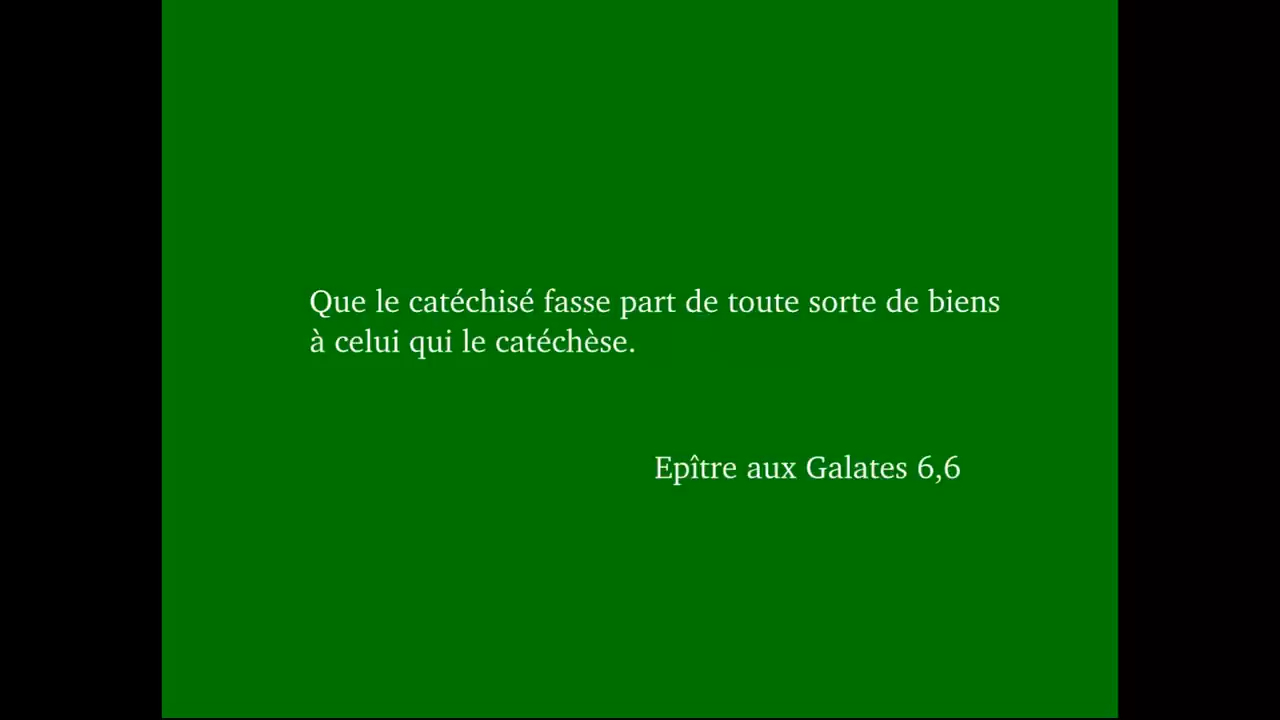 Que le catéchisé fasse part de toute sorte de biens
à celui qui le catéchèse.
Epître aux Galates 6,6